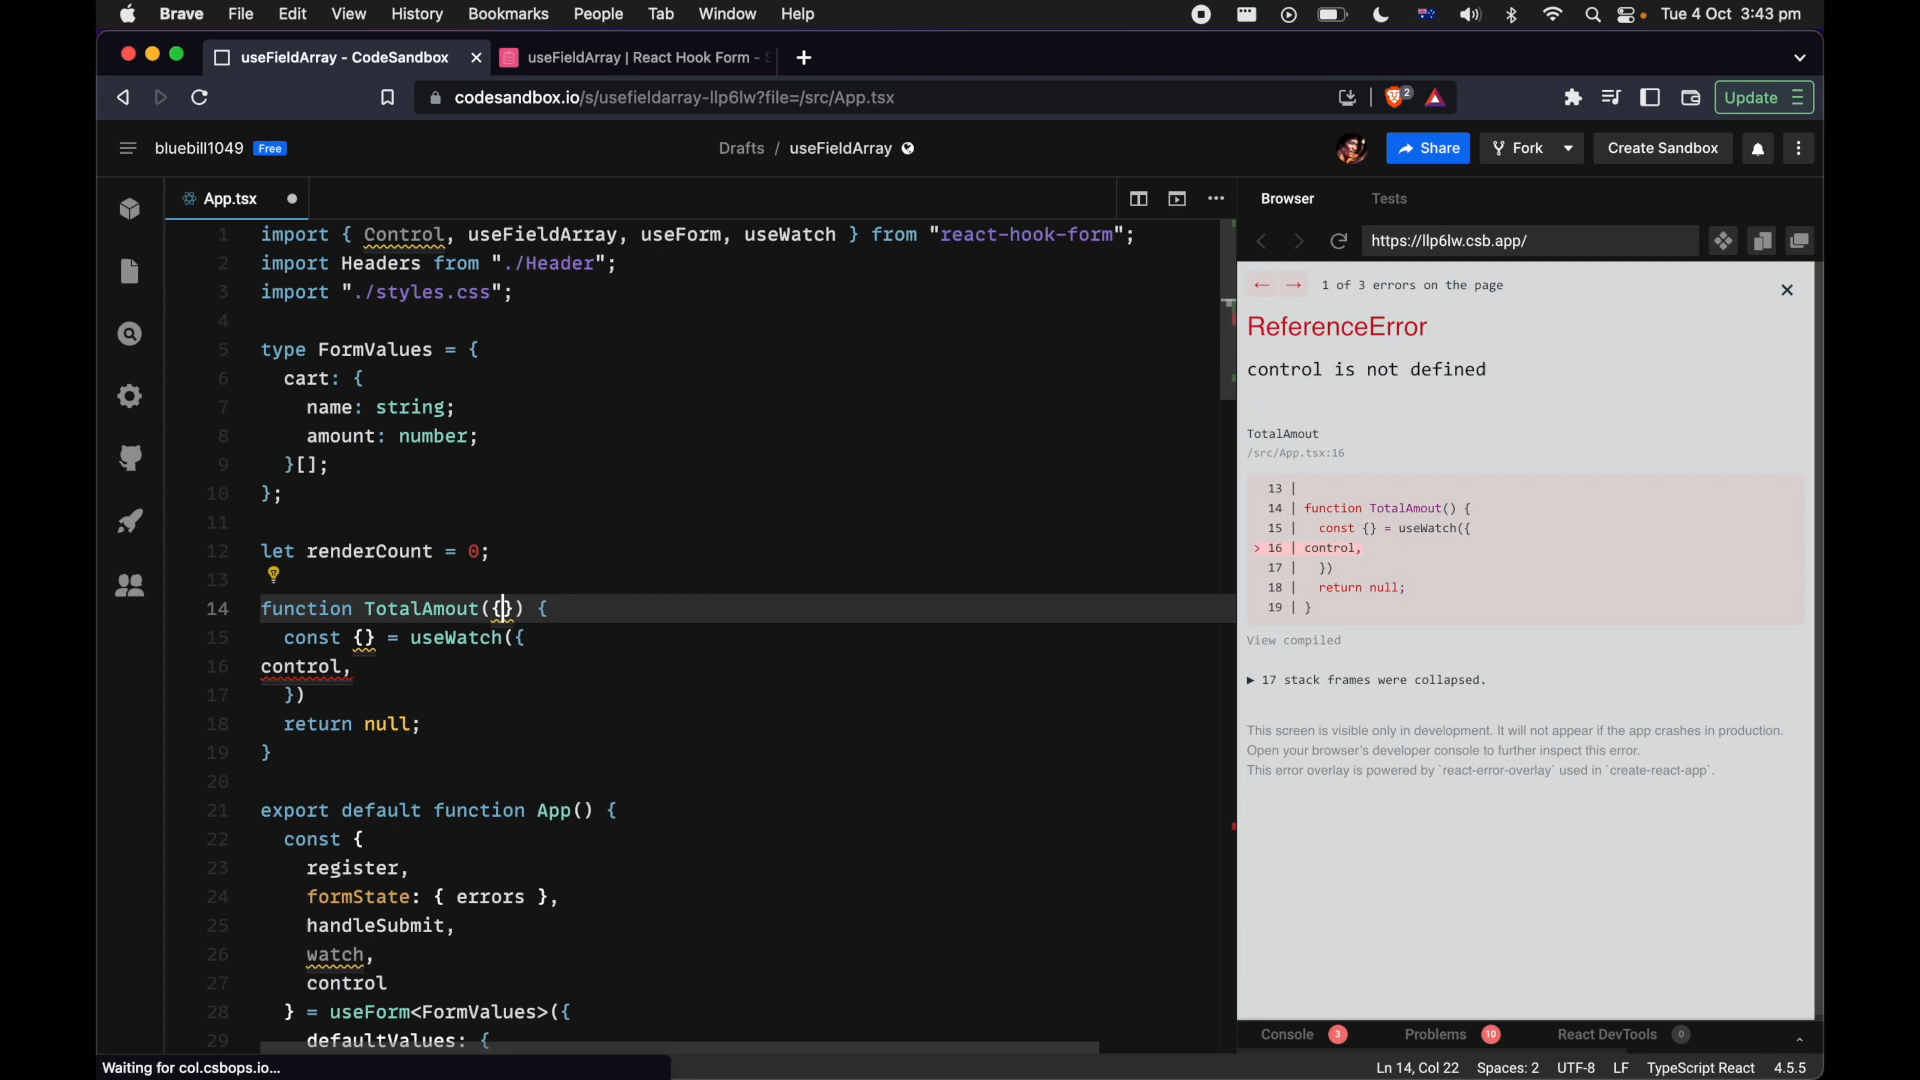 Brave File Edit View History Bookmarks People Tab Window Help Tue 4 Oct 3:43 pm
useFieldArray - CodeSandbox
useFieldArray | React Hook Form -
codesandbox.io/s/usefieldarray-llp6lw?file=/src/App.tsx
2
Update
bluebill1049 Free
Drafts / useFieldArray
Share
Fork
Create Sandbox
App.tsx
1 import { Control, useFieldArray, useForm, useWatch } from "react-hook-form";
2 import Headers from "./Header";
3 import "./styles.css";
4
5 type FormValues = {
6 cart: {
7 name: string;
8 amount: number;
9 }[];
10 };
11
12 let renderCount = 0;
13
14 function TotalAmout({}) {
15 const {} = useWatch({
16 control,
17 })
18 return null;
19 }
20
21 export default function App() {
22 const {
23 register,
24 formState: { errors },
25 handleSubmit,
26 watch,
27 control
28 } = useForm<FormValues>({
29 defaultValues: {
Browser Tests
https://llp6lw.csb.app/
← → 1 of 3 errors on the page
ReferenceError
control is not defined
TotalAmout
/src/App.tsx:16
13 |
14 | function TotalAmout() {
15 | const {} = useWatch({
> 16 | control,
17 | })
18 | return null;
19 | }
View compiled
▶ 17 stack frames were collapsed.
This screen is visible only in development. It will not appear if the app crashes in production.
Open your browser's developer console to further inspect this error.
This error overlay is powered by `react-error-overlay` used in `create-react-app`.
Console 3 Problems 10 React DevTools 0
Waiting for col.csbops.io...
Ln 14, Col 22 Spaces: 2 UTF-8 LF TypeScript React 4.5.5